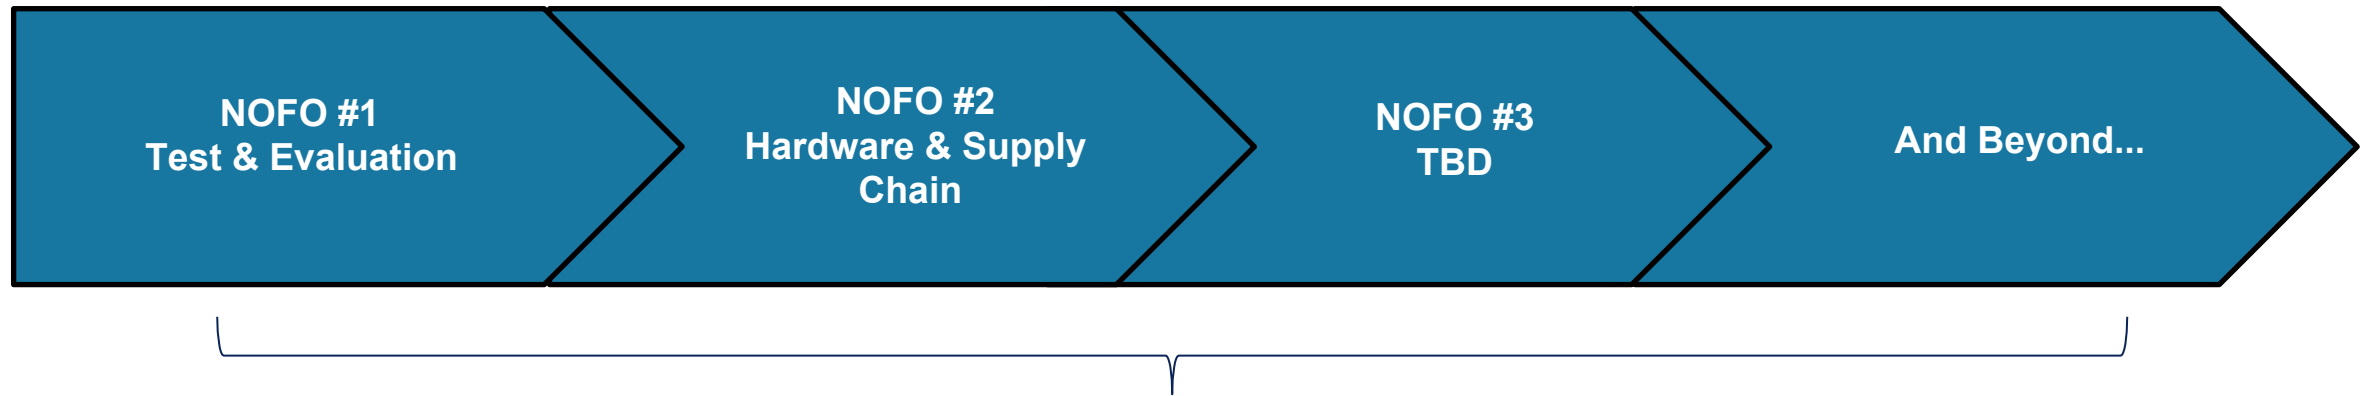 NOFO #1
Test & Evaluation
NOFO #2
Hardware & Supply
Chain
NOFO #3
TBD
And Beyond...